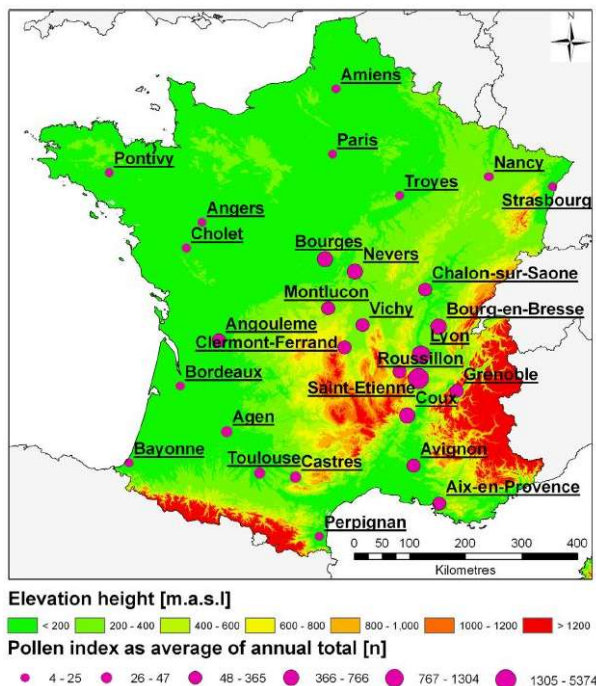 N
Amiens
Paris
Pontivy
Nancy
Troyes
Strasbourg
Angers
Cholet
Bourges
Nevers
Chalon-sur-Saone
Montlucon
Vichy
Bourg-en-Bresse
Angouleme
Lyon
Clermont-Ferrand
Roussillon
Grenoble
Saint-Etienne
Bordeaux
Coux
Agen
Avignon
Bayonne
Toulouse
Castres
Aix-en-Provence
Perpignan
0 50 100 200 300 400
Kilometres
Elevation height [m.a.s.l]
< 200 200 - 400 400 - 600 600 - 800 800 - 1,000 1000 - 1200 > 1200
Pollen index as average of annual total [n]
4 - 25 26 - 47 48 - 365 366 - 766 767 - 1304 1305 - 5374